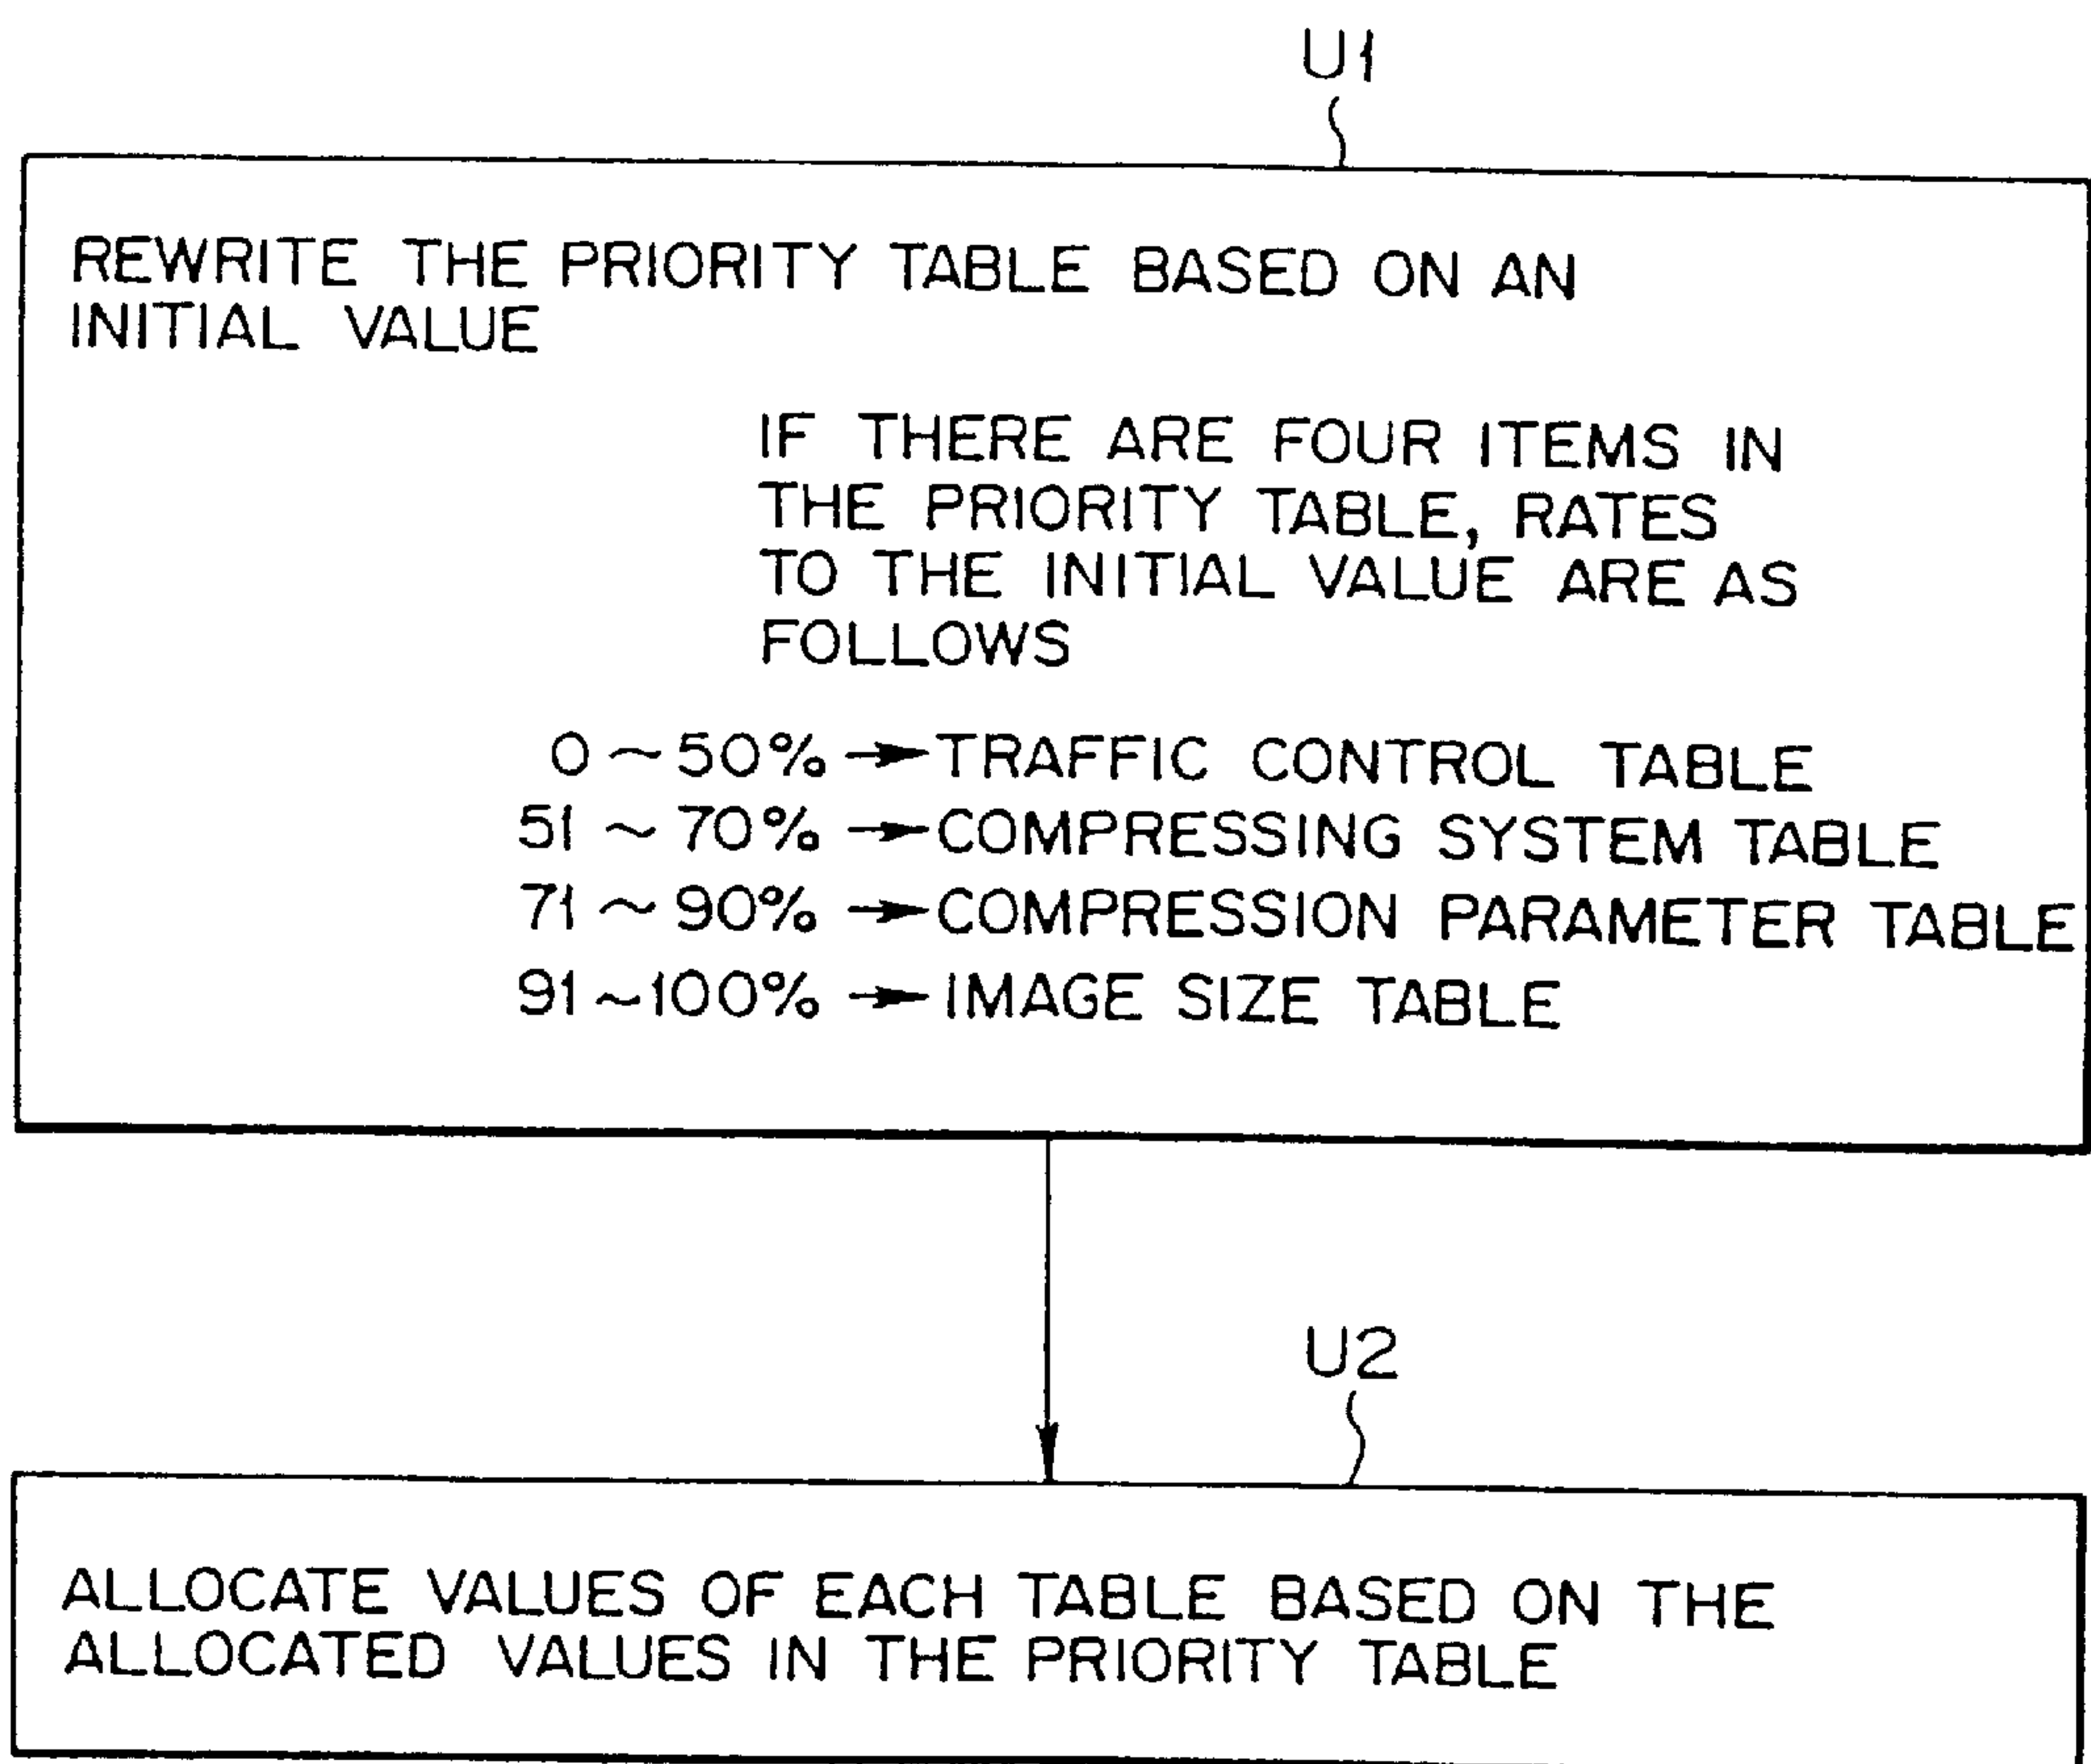 U1
REWRITE THE PRIORITY TABLE BASED ON AN
INITIAL VALUE
IF THERE ARE FOUR ITEMS IN
THE PRIORITY TABLE, RATES
TO THE INITIAL VALUE ARE AS
FOLLOWS
0~50% → TRAFFIC CONTROL TABLE
51~70% → COMPRESSING SYSTEM TABLE
71~90% → COMPRESSION PARAMETER TABLE
91~100% → IMAGE SIZE TABLE
U2
ALLOCATE VALUES OF EACH TABLE BASED ON THE
ALLOCATED VALUES IN THE PRIORITY TABLE